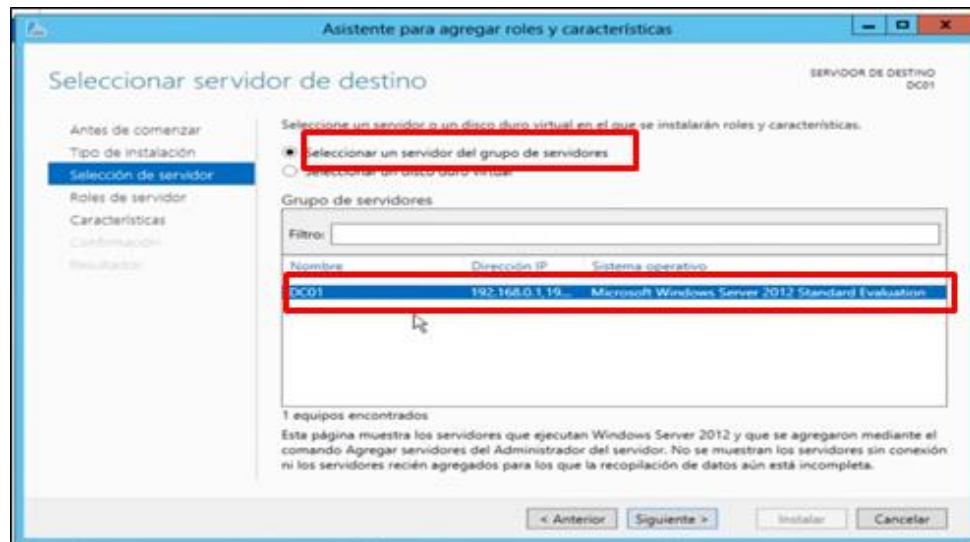 Asistente para agregar roles y características
Seleccionar servidor de destino
SERVIDOR DE DESTINO
DC01
Antes de comenzar
Tipo de instalación
Selección de servidor
Roles de servidor
Características
Confirmación
Resultados
Seleccione un servidor o un disco duro virtual en el que se instalarán roles y características.
Seleccionar un servidor del grupo de servidores
Seleccionar un disco duro virtual
Grupo de servidores
Filtro:
Nombre Dirección IP Sistema operativo
DC01 192.168.0.1,19... Microsoft Windows Server 2012 Standard Evaluation
1 equipos encontrados
Esta página muestra los servidores que ejecutan Windows Server 2012 y que se agregaron mediante el
comando Agregar servidores del Administrador del servidor. No se muestran los servidores sin conexión
ni los servidores recién agregados para los que la recopilación de datos aún está incompleta.
< Anterior Siguiente > Instalar Cancelar